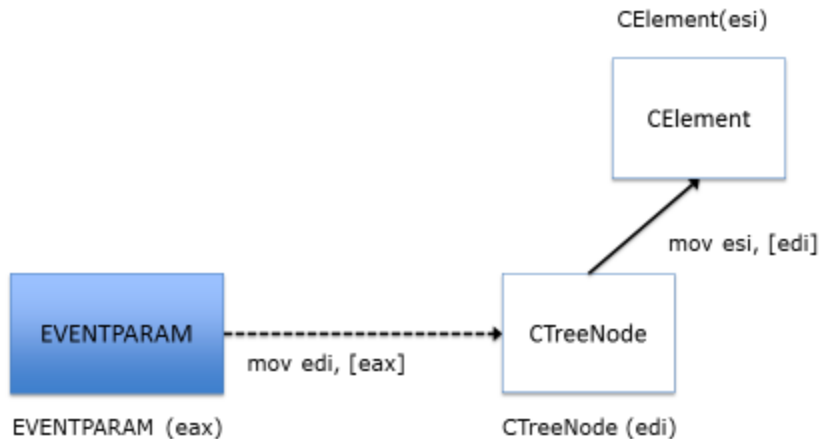 CElement(esi)
CElement
mov esi, [edi]
EVENTPARAM
CTreeNode
mov edi, [eax]
EVENTPARAM (eax)
CTreeNode (edi)